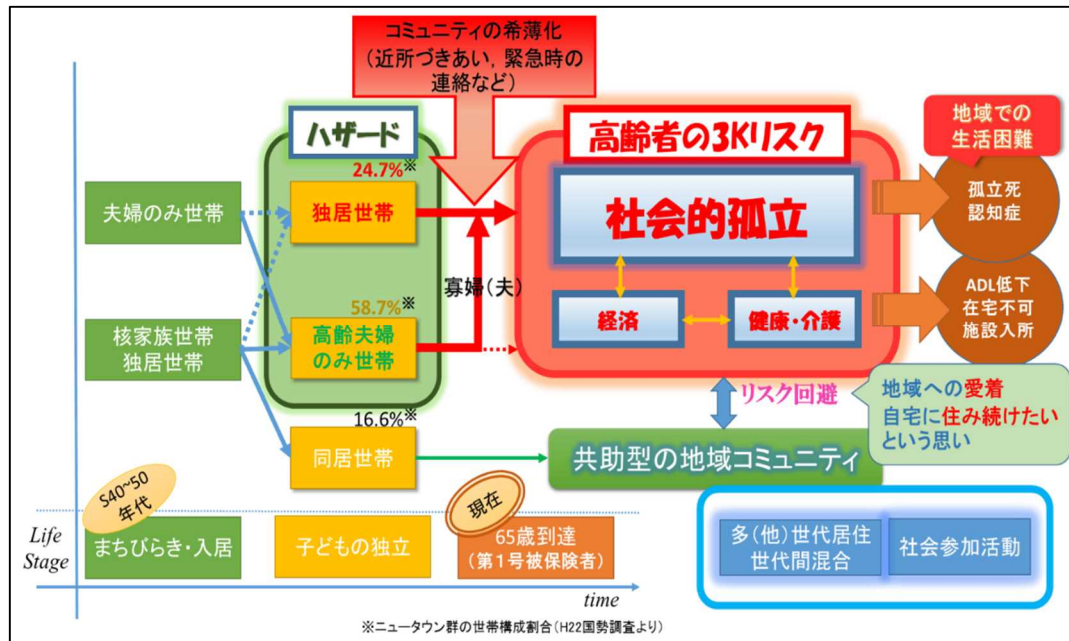 コミュニティの希薄化
(近所づきあい, 緊急時の
連絡など)
ハザード
高齢者の3Kリスク
地域での
生活困難
24.7%※
夫婦のみ世帯
独居世帯
社会的孤立
孤立死
認知症
寡婦(夫)
58.7%※
核家族世帯
独居世帯
高齢夫婦
のみ世帯
経済
健康・介護
ADL低下
在宅不可
施設入所
16.6%※
リスク回避
地域への愛着
自宅に住み続けたい
という思い
同居世帯
共助型の地域コミュニティ
S40~50
年代
現在
Life
Stage
まちびらき・入居
子どもの独立
65歳到達
(第1号被保険者)
多(他)世代居住
世代間混合
社会参加活動
time
※ニュータウン群の世帯構成割合(H22国勢調査より)